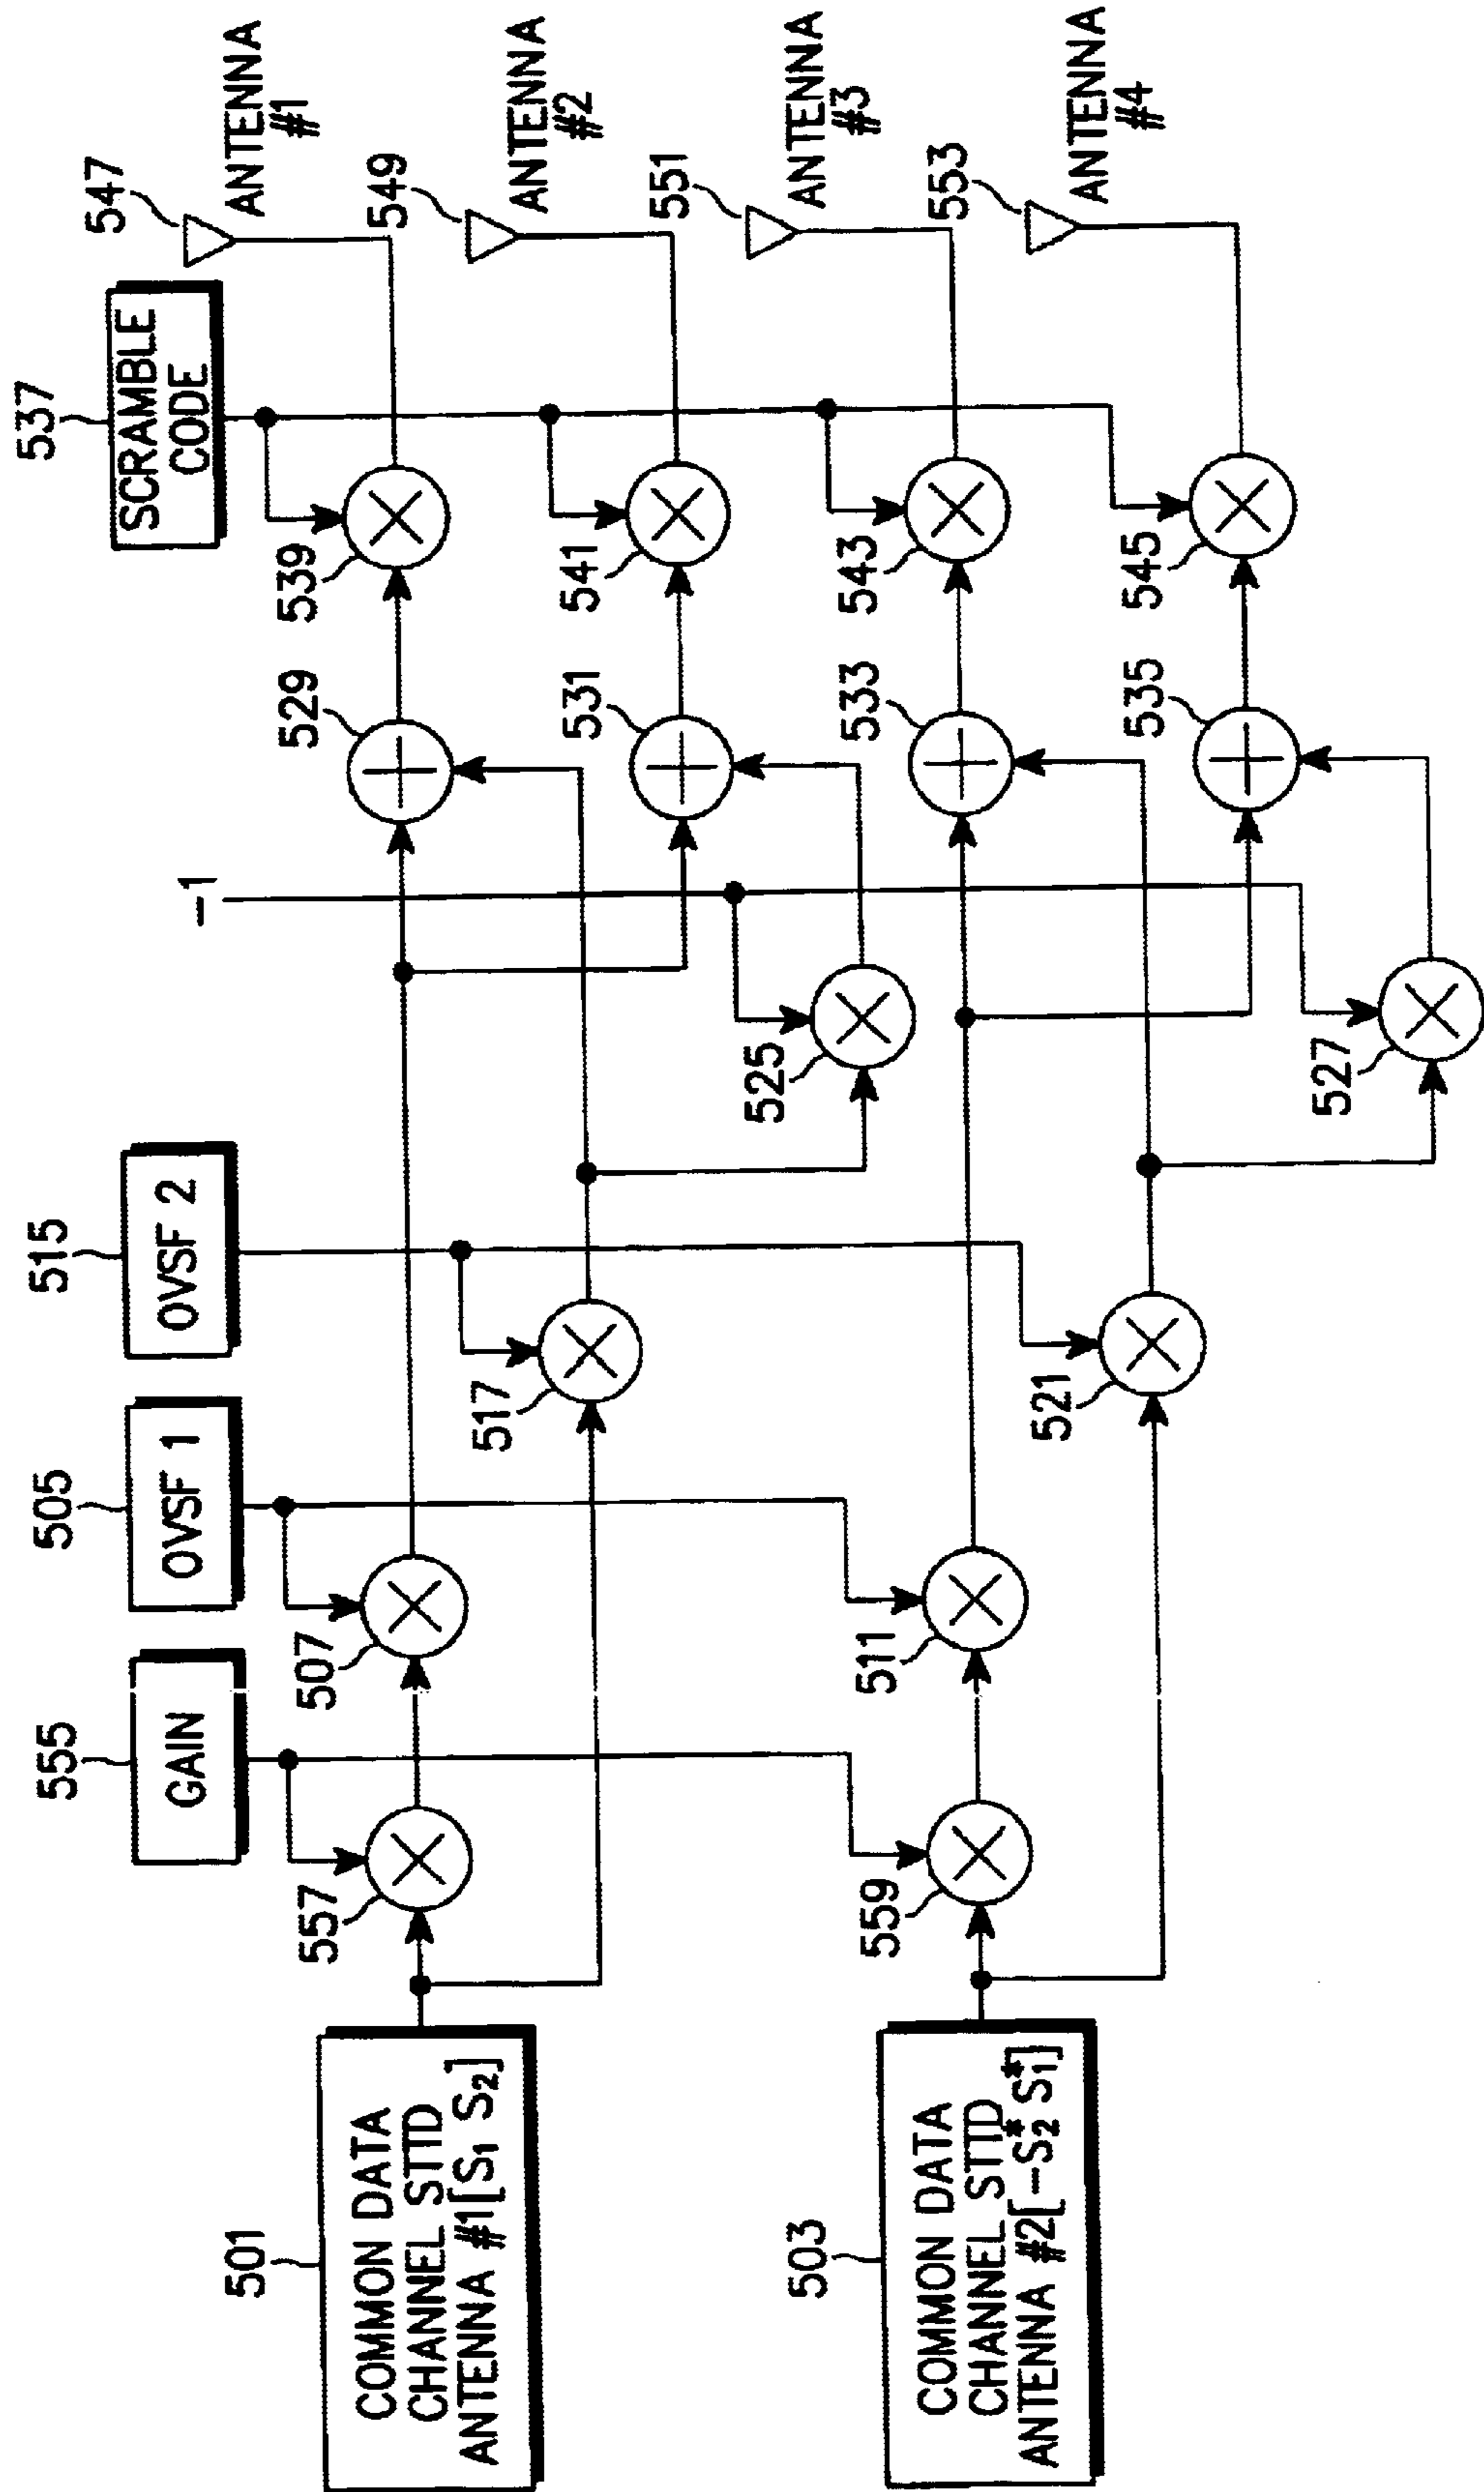 537
SCRAMBLE
CODE
547
ANTENNA
#1
549
ANTENNA
#2
551
ANTENNA
#3
553
ANTENNA
#4
539
541
543
545
529
531
533
535
-1
525
527
515
OVSF 2
517
521
505
OVSF 1
507
511
555
GAIN
557
559
501
COMMON DATA
CHANNEL STTD
ANTENNA #1[S₁ S₂]
503
COMMON DATA
CHANNEL STTD
ANTENNA #2[-S₂* S₁*]